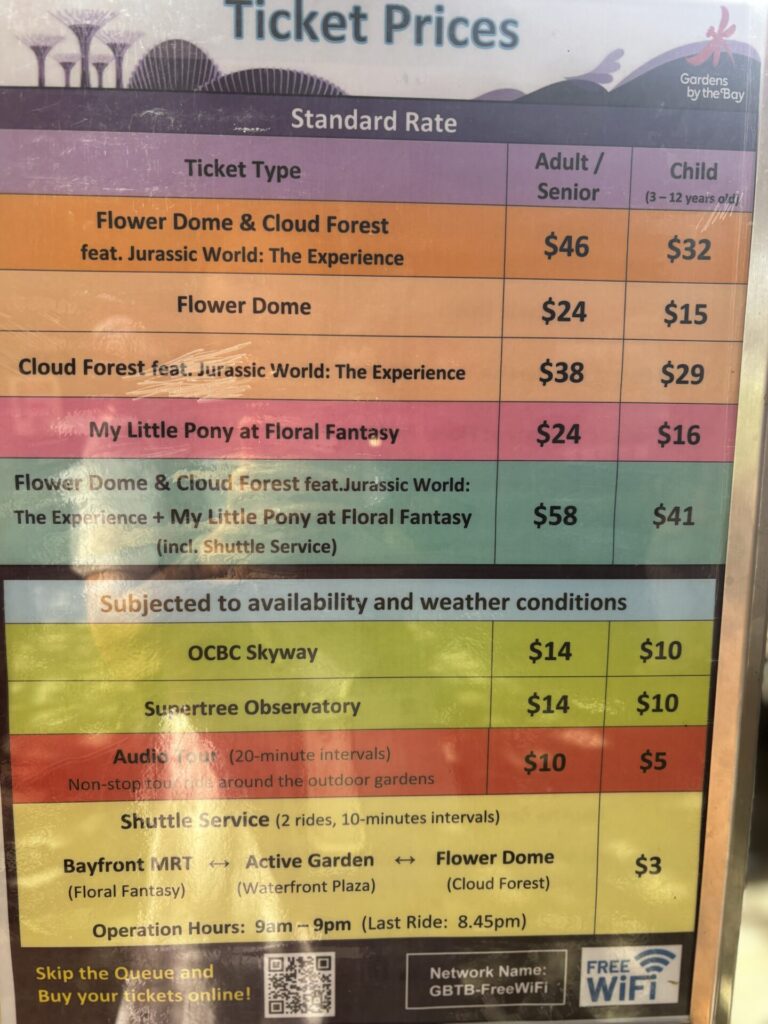 Ticket Prices
Gardens
by the Bay
Standard Rate
Ticket Type
Adult /
Senior
Child
(3 – 12 years old)
Flower Dome & Cloud Forest
feat. Jurassic World: The Experience
$46
$32
Flower Dome
$24
$15
Cloud Forest feat. Jurassic World: The Experience
$38
$29
My Little Pony at Floral Fantasy
$24
$16
Flower Dome & Cloud Forest feat.Jurassic World:
The Experience + My Little Pony at Floral Fantasy
(incl. Shuttle Service)
$58
$41
Subjected to availability and weather conditions
OCBC Skyway
$14
$10
Supertree Observatory
$14
$10
Audio Tour (20-minute intervals)
Non-stop tour ride around the outdoor gardens
$10
$5
Shuttle Service (2 rides, 10-minutes intervals)
Bayfront MRT ↔ Active Garden ↔ Flower Dome
(Floral Fantasy) (Waterfront Plaza) (Cloud Forest)
$3
Operation Hours: 9am – 9pm (Last Ride: 8.45pm)
Skip the Queue and
Buy your tickets online!
Network Name:
GBTB-FreeWiFi
FREE
WiFi